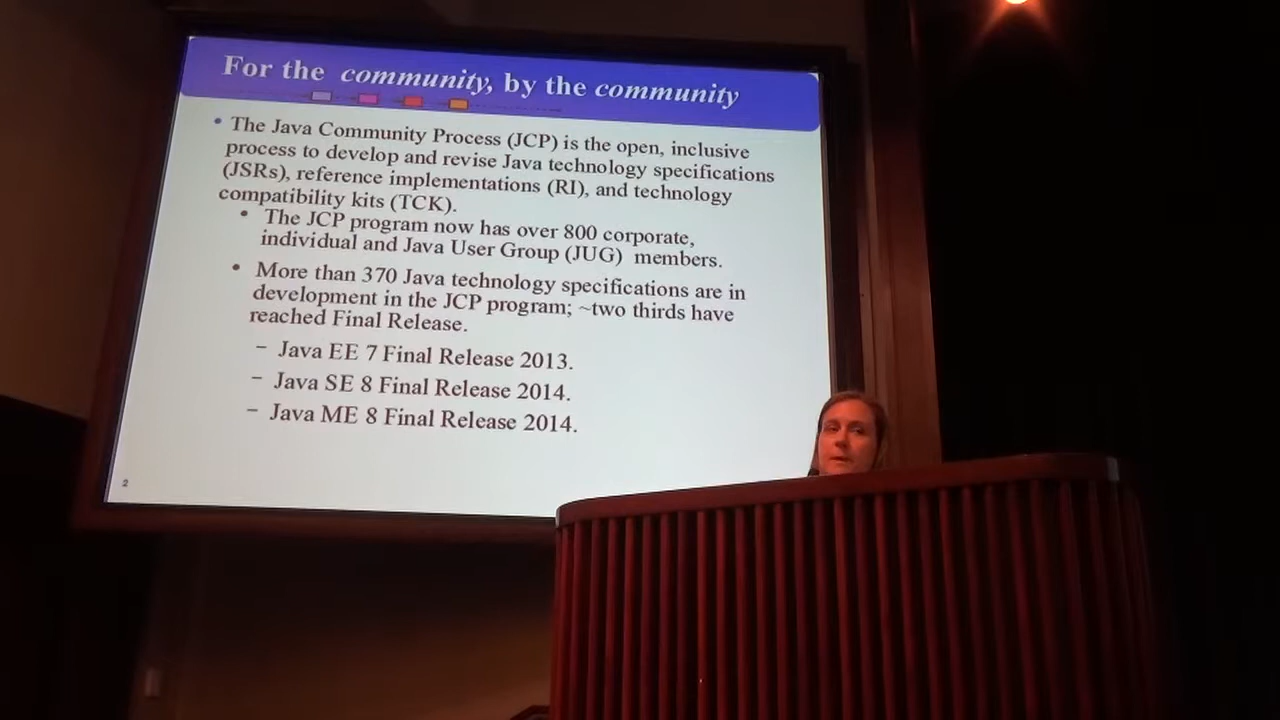 For the community, by the community
• The Java Community Process (JCP) is the open, inclusive
process to develop and revise Java technology specifications
(JSRs), reference implementations (RI), and technology
compatibility kits (TCK).
• The JCP program now has over 800 corporate,
individual and Java User Group (JUG) members.
• More than 370 Java technology specifications are in
development in the JCP program; ~two thirds have
reached Final Release.
– Java EE 7 Final Release 2013.
– Java SE 8 Final Release 2014.
– Java ME 8 Final Release 2014.
2